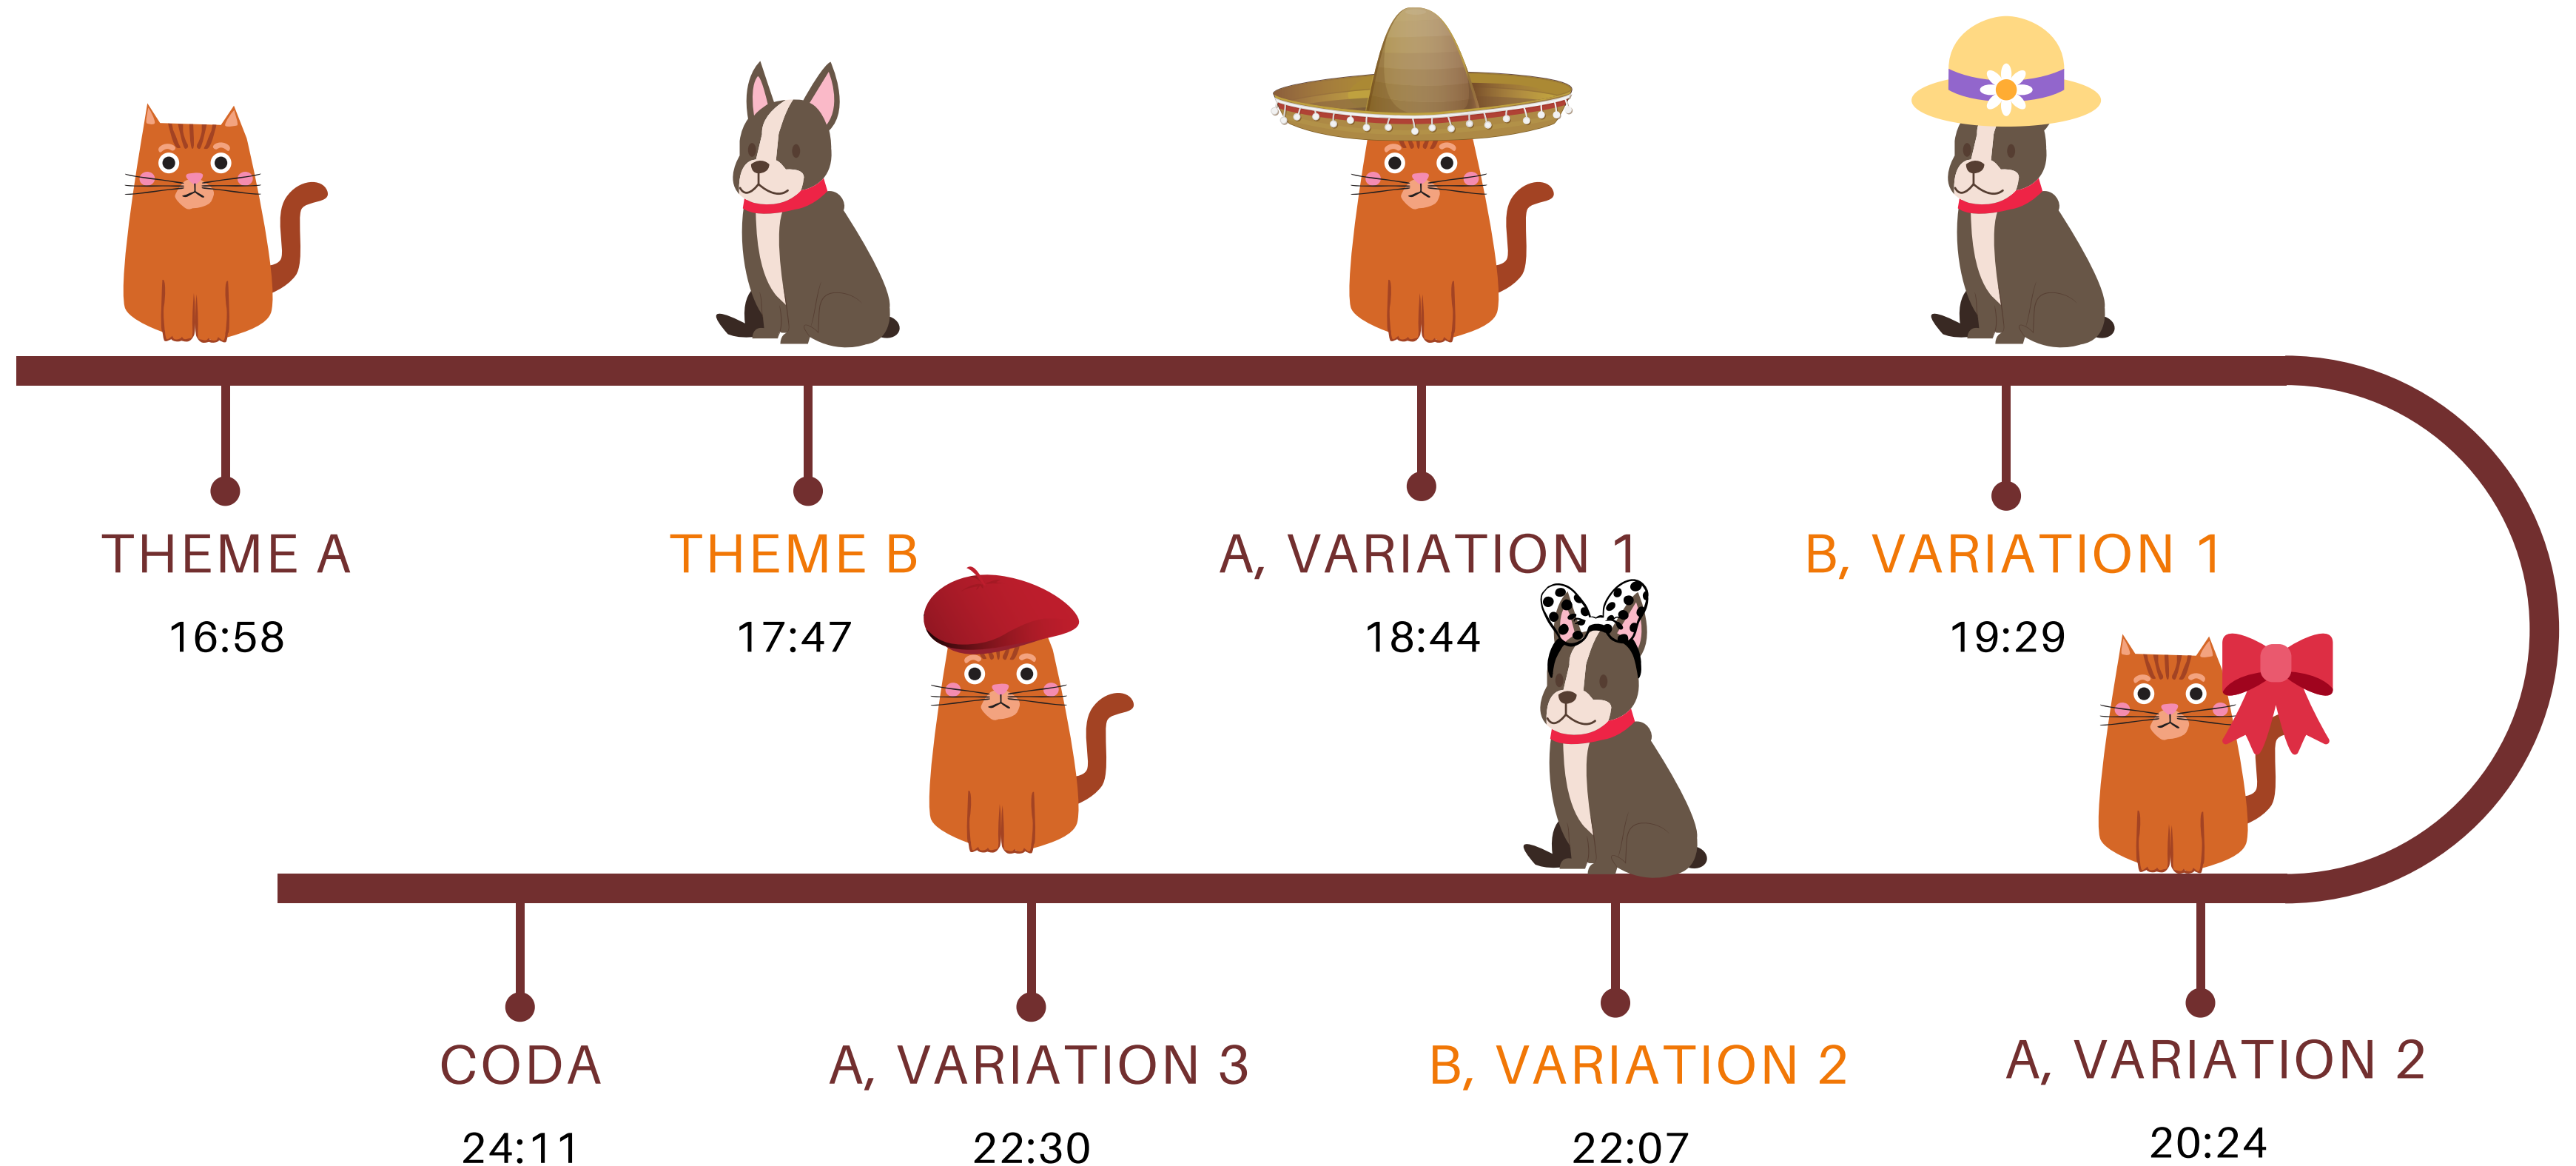 THEME A
16:58
THEME B
17:47
A, VARIATION 1
18:44
B, VARIATION 1
19:29
A, VARIATION 2
20:24
B, VARIATION 2
22:07
A, VARIATION 3
22:30
CODA
24:11